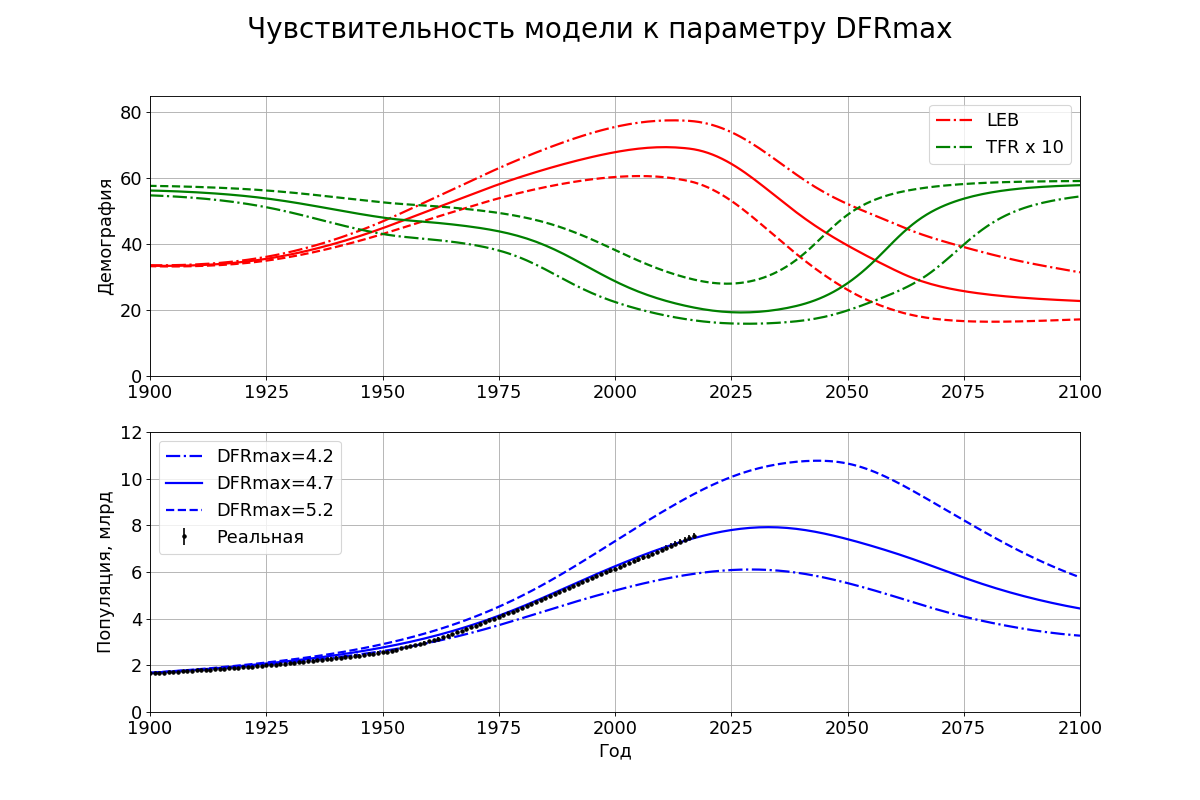 Чувствительность модели к параметру DFRmax
80
60
40
20
0
Демография
LEB
TFR x 10
1900 1925 1950 1975 2000 2025 2050 2075 2100
12
10
8
6
4
2
0
Популяция, млрд
DFRmax=4.2
DFRmax=4.7
DFRmax=5.2
Реальная
1900 1925 1950 1975 2000 2025 2050 2075 2100
Год